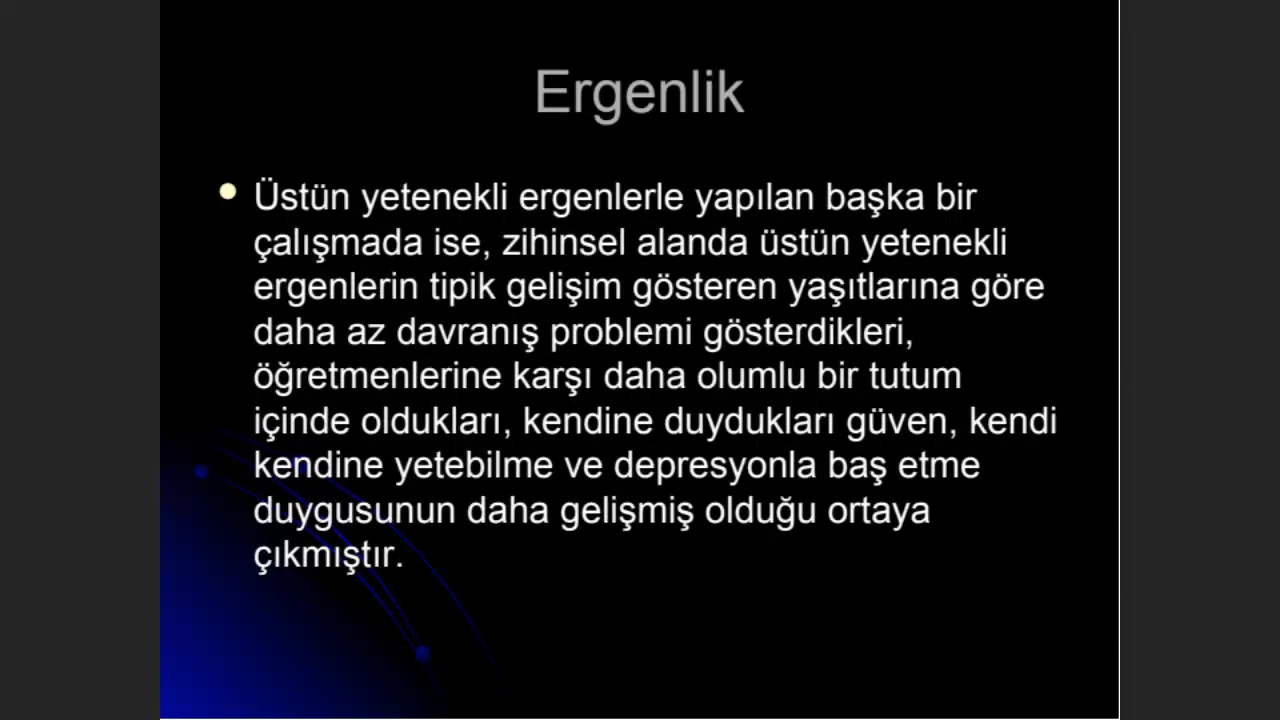 Ergenlik
Üstün yetenekli ergenlerle yapılan başka bir
çalışmada ise, zihinsel alanda üstün yetenekli
ergenlerin tipik gelişim gösteren yaşıtlarına göre
daha az davranış problemi gösterdikleri,
öğretmenlerine karşı daha olumlu bir tutum
içinde oldukları, kendine duydukları güven, kendi
kendine yetebilme ve depresyonla baş etme
duygusunun daha gelişmiş olduğu ortaya
çıkmıştır.